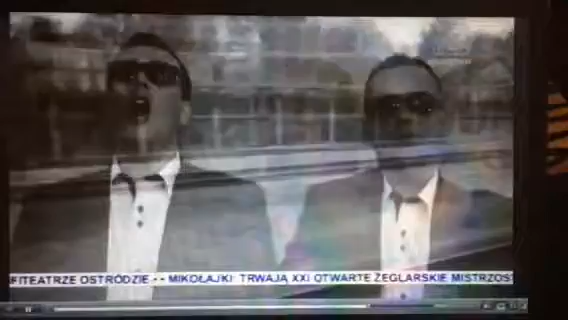 FITEATRZE OSTRÓDZIE • • MIKOŁAJKI: TRWAJĄ XXI OTWARTE ŻEGLARSKIE MISTRZOS